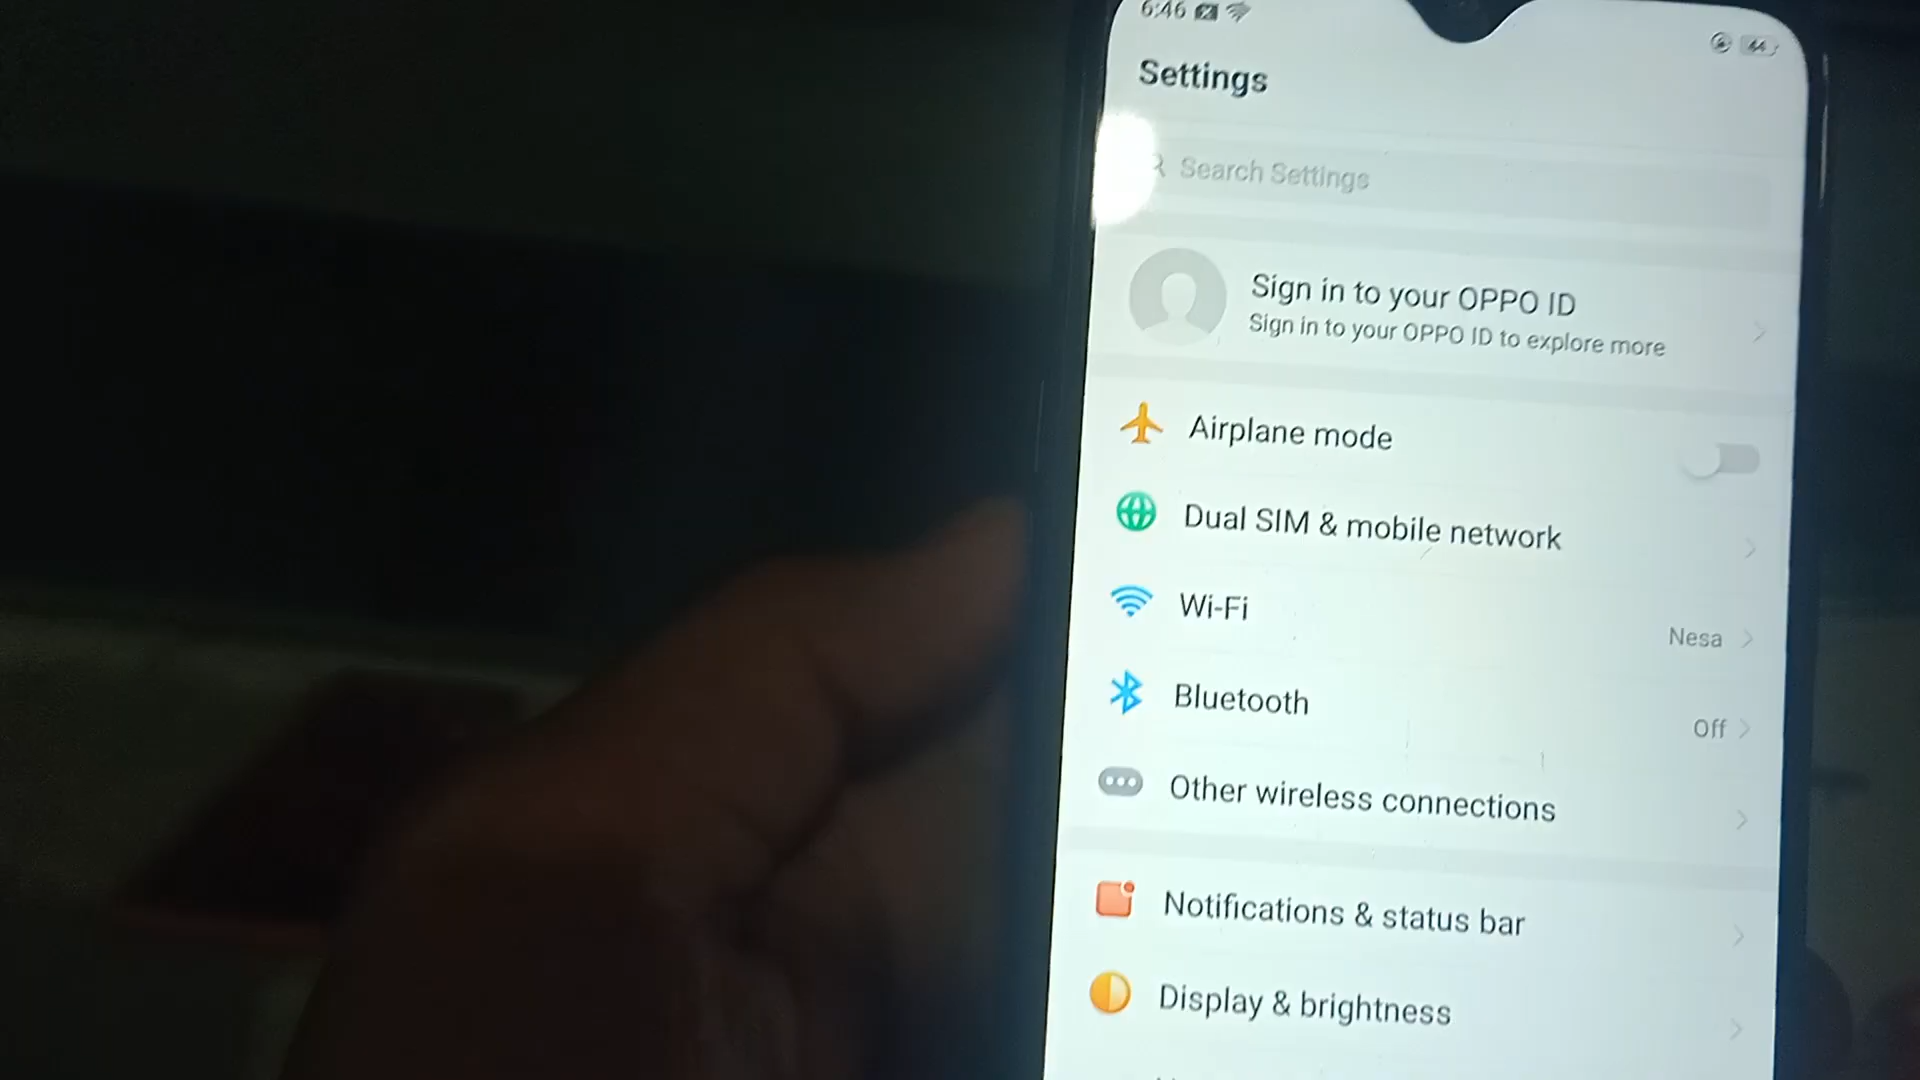 6:46
44
Settings
Search Settings
Sign in to your OPPO ID
Sign in to your OPPO ID to explore more
Airplane mode
Dual SIM & mobile network
Wi-Fi
Nesa
Bluetooth
Off
Other wireless connections
Notifications & status bar
Display & brightness